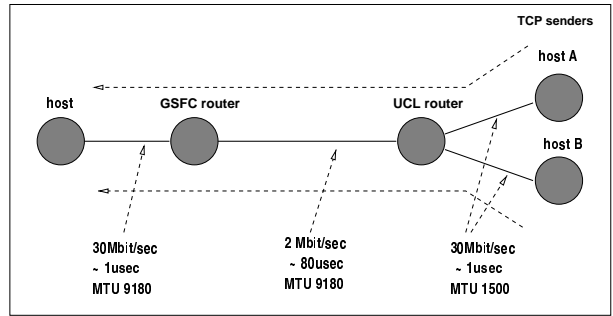 TCP senders
host A
host
GSFC router
UCL router
host B
30Mbit/sec
~ 1usec
MTU 9180
2 Mbit/sec
~ 80usec
MTU 9180
30Mbit/sec
~ 1usec
MTU 1500